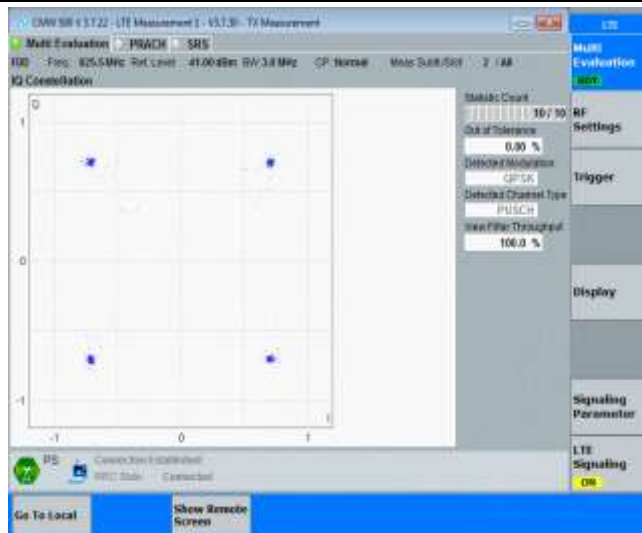 CMW 500 V 3.7.22 - LTE Measurement 1 - V3.7.30 - TX Measurement
Multi Evaluation PRACH SRS
FDD Freq.: 825.5 MHz Ref. Level: 41.00 dBm BW: 3.0 MHz CP: Normal Meas Subfr./Slot: 2 / All
IQ Constellation
Statistic Count
10 / 10
Out of Tolerance
0.00 %
Detected Modulation
QPSK
Detected Channel Type
PUSCH
View Filter Throughput
100.0 %
Q
1
0
-1
-1 0 1
I
PS
Connection Established
RRC State Connected
Go To Local
Show Remote Screen
LTE
Multi Evaluation
RDY
RF Settings
Trigger
Display
Signaling Parameter
LTE Signaling
ON